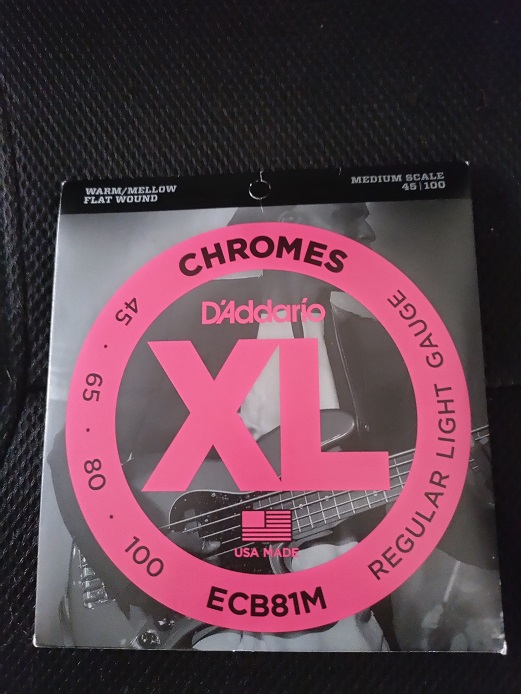 WARM/MELLOW
FLAT WOUND
MEDIUM SCALE
45|100
CHROMES
D'Addario
XL
45 · 65 · 80 · 100
REGULAR LIGHT GAUGE
USA MADE
ECB81M